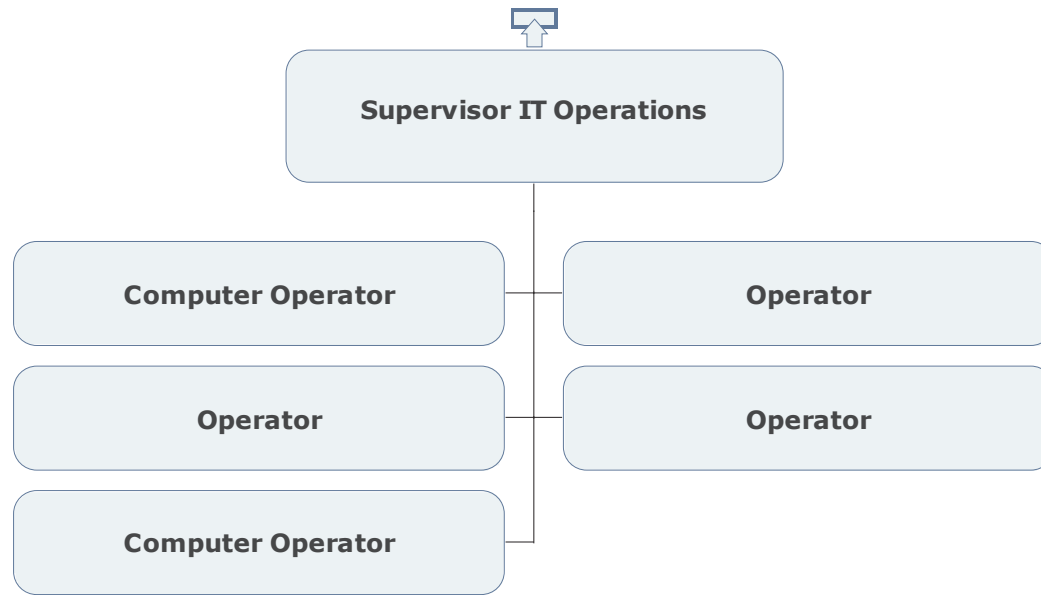 Supervisor IT Operations
Computer Operator
Operator
Operator
Operator
Computer Operator